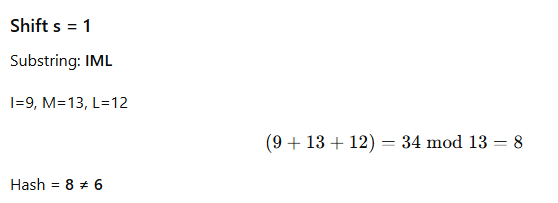 Shift s = 1
Substring: IML
I=9, M=13, L=12
(9 + 13 + 12) = 34 mod 13 = 8
Hash = 8 ≠ 6